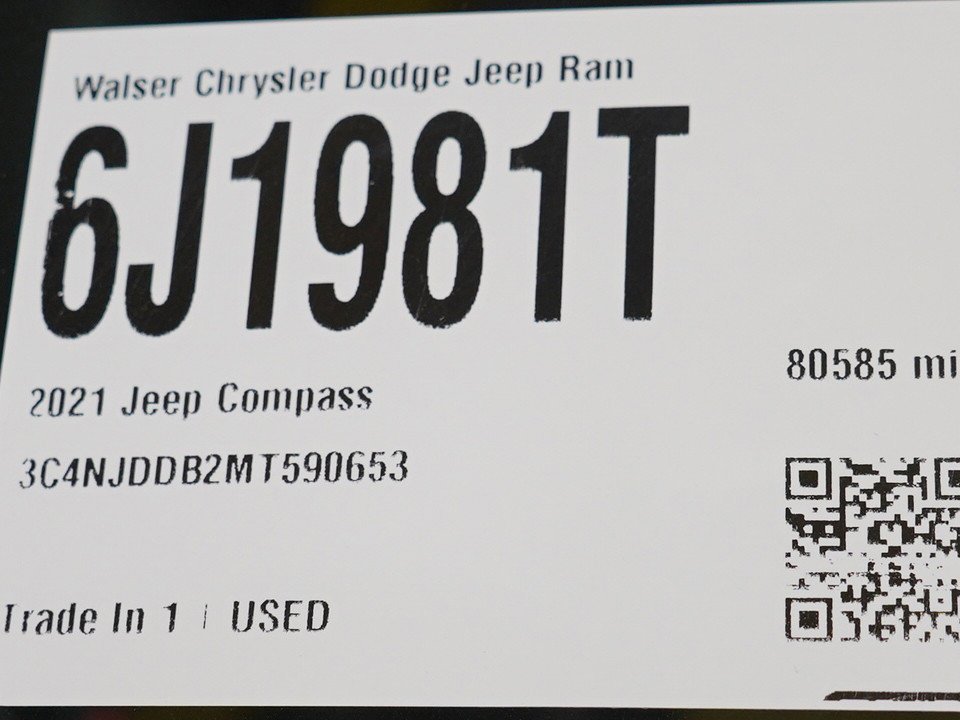 Walser Chrysler Dodge Jeep Ram
6J1981T
80585 mi
2021 Jeep Compass
3C4NJDDB2MT590653
Trade In 1 | USED